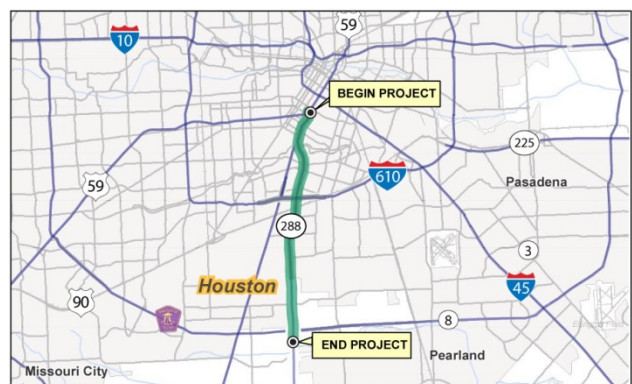 59
10
BEGIN PROJECT
225
610
59
Pasadena
288
3
Houston
45
90
8
END PROJECT
Pearland
Missouri City